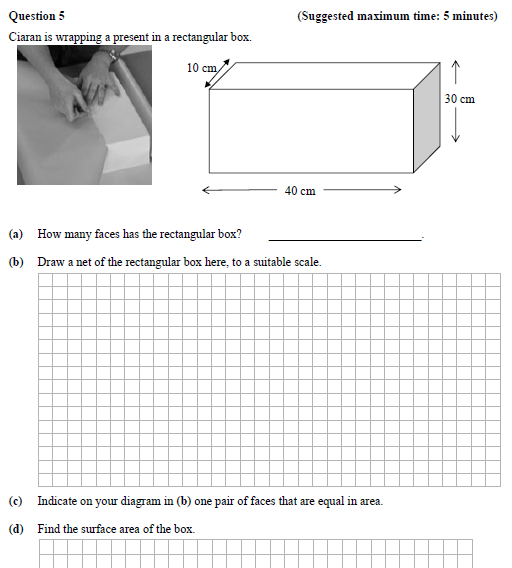 Question 5 (Suggested maximum time: 5 minutes)
Ciaran is wrapping a present in a rectangular box.
10 cm
30 cm
40 cm
(a) How many faces has the rectangular box? ____________________.
(b) Draw a net of the rectangular box here, to a suitable scale.
(c) Indicate on your diagram in (b) one pair of faces that are equal in area.
(d) Find the surface area of the box.